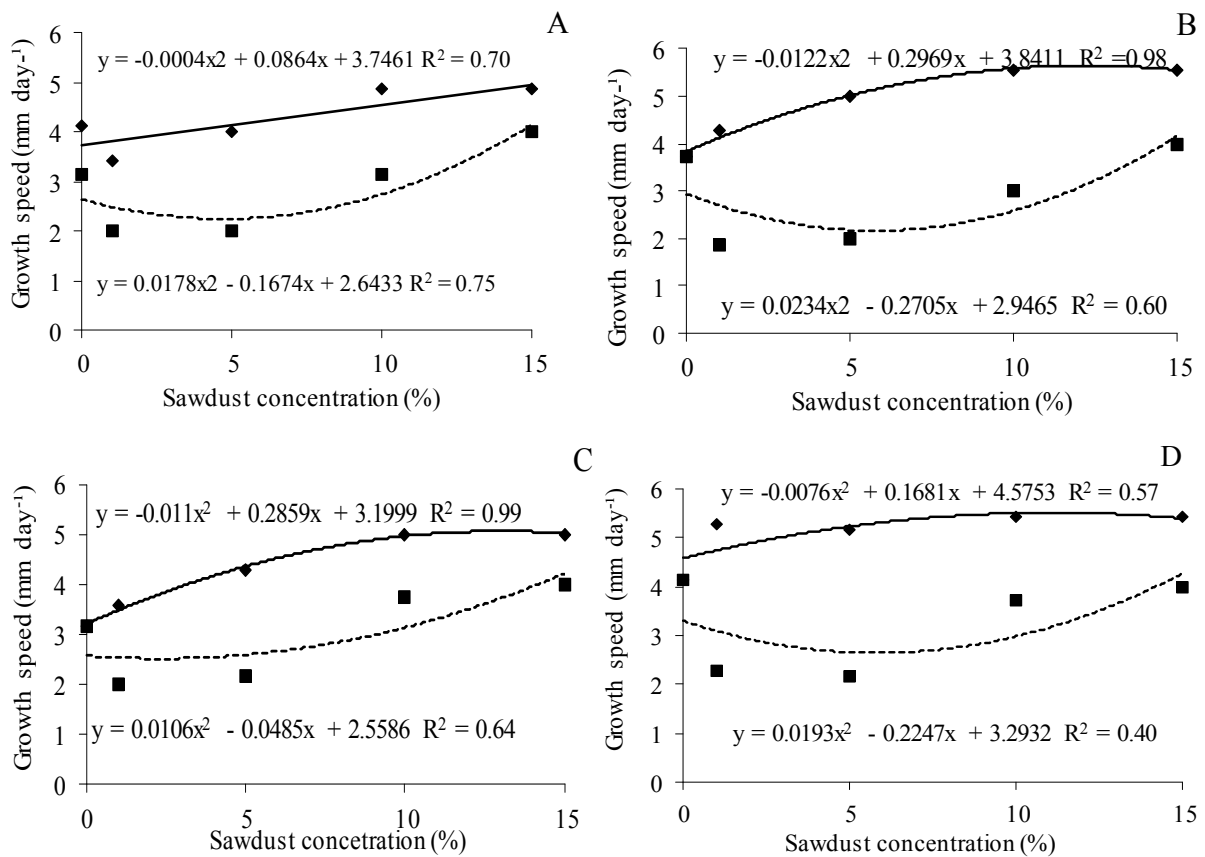 A
y = -0.0004x2 + 0.0864x + 3.7461 R² = 0.70
y = 0.0178x2 - 0.1674x + 2.6433 R² = 0.75
Growth speed (mm day-¹)
6
5
4
3
2
1
0
0 5 10 15
Sawdust concentration (%)
B
y = -0.0122x2 + 0.2969x + 3.8411 R² =0.98
y = 0.0234x2 - 0.2705x + 2.9465 R² = 0.60
Growth speed (mm day-¹)
6
5
4
3
2
1
0
0 5 10 15
Sawdust concentration (%)
C
y = -0.011x² + 0.2859x + 3.1999 R² = 0.99
y = 0.0106x² - 0.0485x + 2.5586 R² = 0.64
Growth speed (mm day-¹)
6
5
4
3
2
1
0
0 5 10 15
Sawdust concentration (%)
D
y = -0.0076x² + 0.1681x + 4.5753 R² = 0.57
y = 0.0193x² - 0.2247x + 3.2932 R² = 0.40
Growth speed (mm day-¹)
6
5
4
3
2
1
0
0 5 10 15
Sawdust concentration (%)